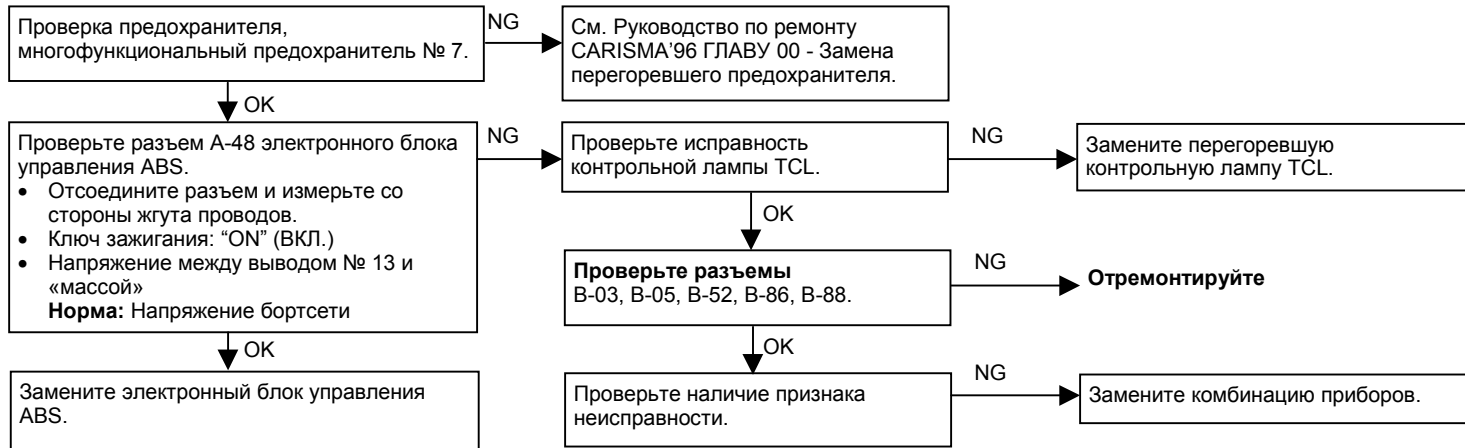 Проверка предохранителя,
многофункциональный предохранитель № 7.
NG
См. Руководство по ремонту
CARISMA’96 ГЛАВУ 00 - Замена
перегоревшего предохранителя.
OK
Проверьте разъем А-48 электронного блока
управления ABS.
• Отсоедините разъем и измерьте со
стороны жгута проводов.
• Ключ зажигания: “ON” (ВКЛ.)
• Напряжение между выводом № 13 и
«массой»
Норма: Напряжение бортсети
NG
Проверьте исправность
контрольной лампы TCL.
NG
Замените перегоревшую
контрольную лампу TCL.
OK
Проверьте разъемы
В-03, В-05, В-52, В-86, В-88.
NG
Отремонтируйте
OK
Замените электронный блок управления
ABS.
OK
Проверьте наличие признака
неисправности.
NG
Замените комбинацию приборов.